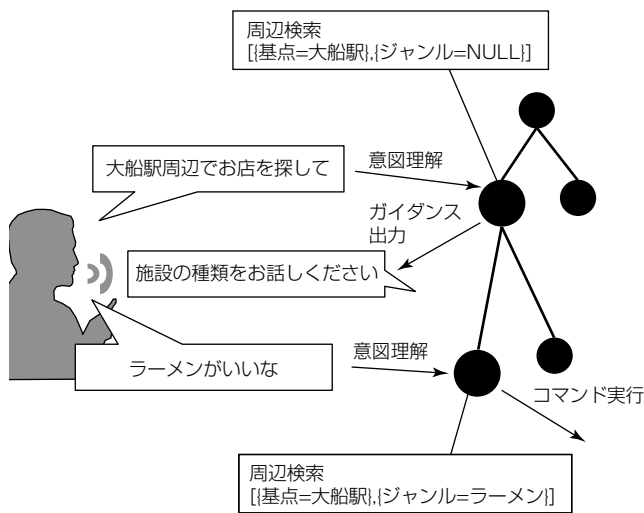 周辺検索
[{基点=大船駅},{ジャンル=NULL}]
大船駅周辺でお店を探して
意図理解
ガイダンス
出力
施設の種類をお話しください
ラーメンがいいな
意図理解
コマンド実行
周辺検索
[{基点=大船駅},{ジャンル=ラーメン}]